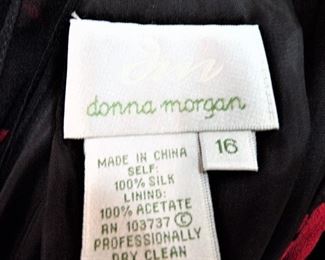 dm
donna morgan
16
MADE IN CHINA
SELF:
100% SILK
LINING:
100% ACETATE
RN 103737 Ⓒ
PROFESSIONALLY
DRY CLEAN